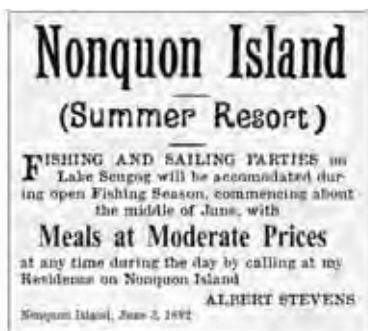 Nonquon Island
(Summer Resort)
FISHING AND SAILING PARTIES on
Lake Scugog will be accomodated dur-
ing open Fishing Season, commencing about
the middle of June, with
Meals at Moderate Prices
at any time during the day by calling at my
Residence on Nonquon Island
ALBERT STEVENS
Nonquon Island, June 3, 1892